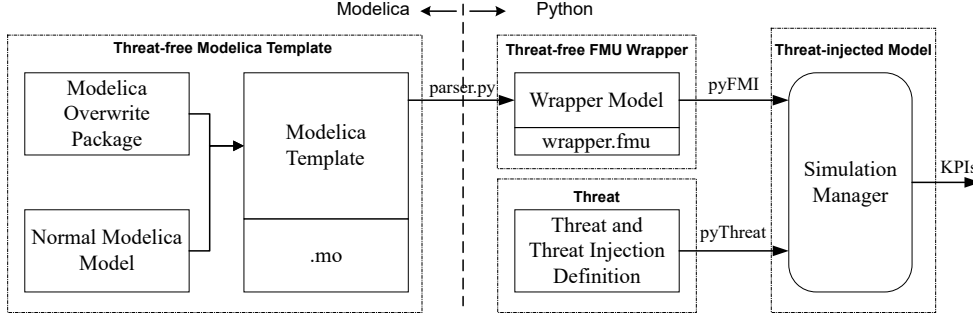 Modelica
Python
Threat-free Modelica Template
Modelica
Overwrite
Package
Normal Modelica
Model
Modelica
Template
.mo
parser.py
Threat-free FMU Wrapper
Wrapper Model
wrapper.fmu
Threat
Threat and
Threat Injection
Definition
pyFMI
pyThreat
Threat-injected Model
Simulation
Manager
KPIs